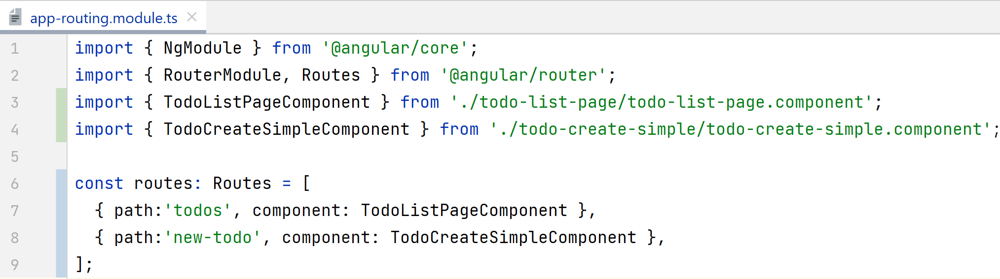 app-routing.module.ts
1 import { NgModule } from '@angular/core';
2 import { RouterModule, Routes } from '@angular/router';
3 import { TodoListPageComponent } from './todo-list-page/todo-list-page.component';
4 import { TodoCreateSimpleComponent } from './todo-create-simple/todo-create-simple.component';
5
6 const routes: Routes = [
7   { path:'todos', component: TodoListPageComponent },
8   { path:'new-todo', component: TodoCreateSimpleComponent },
9 ];